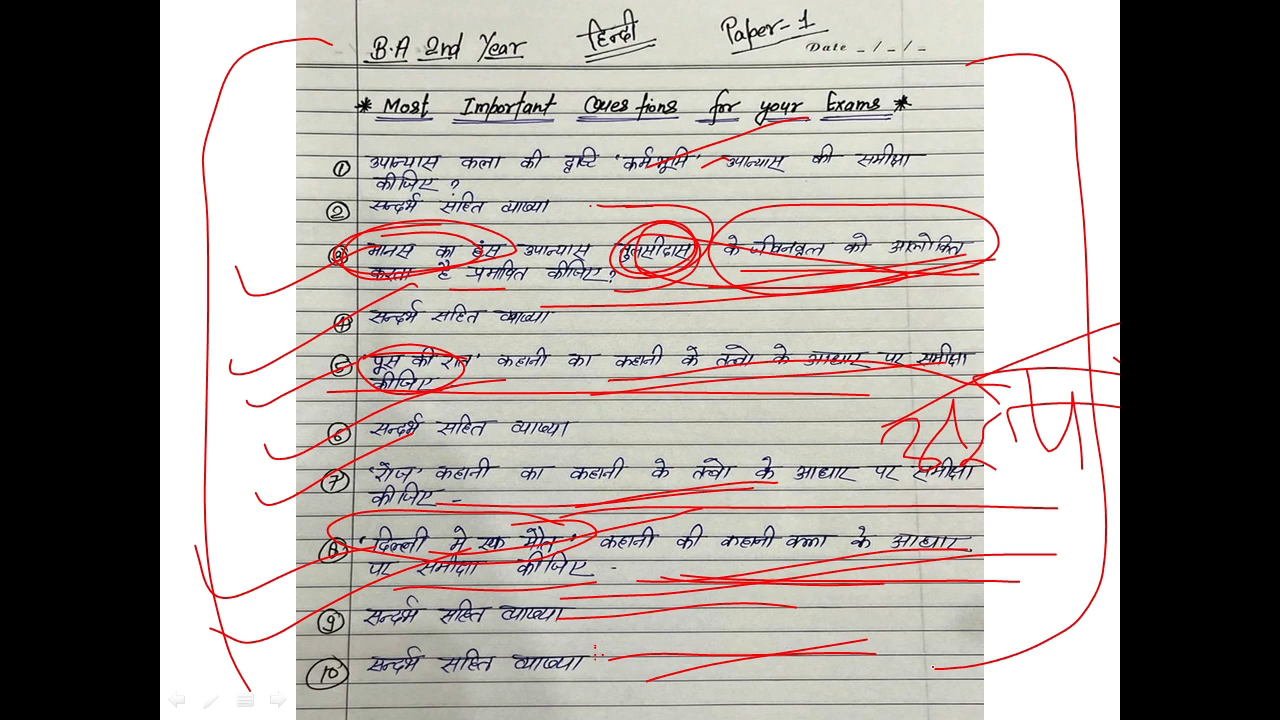 B.A 2nd Year हिन्दी Paper-1
Date _/_/_
* Most Important Questions for your Exams *
① उपान्यास कला की दृष्टि 'कर्मभूमि' उपान्यास की समीक्षा
कीजिए ?
② सन्दर्भ सहित व्याख्या
③ मानस का हंस उपान्यास तुलसीदास के जीवनवृत्त को आलोकित
करता है प्रमाणित कीजिए ?
④ सन्दर्भ सहित व्याख्या
⑤ 'पूस की रात' कहानी का कहानी के तत्वो के आधार पर समीक्षा
कीजिए
⑥ सन्दर्भ सहित व्याख्या
⑦ 'रोज' कहानी का कहानी के तत्वो के आधार पर समीक्षा
कीजिए -
⑧ 'दिल्ली मे एक मौत' कहानी की कहानी कला के आधार
पर समीक्षा कीजिए -
⑨ सन्दर्भ सहित व्याख्या
⑩ सन्दर्भ सहित व्याख्या